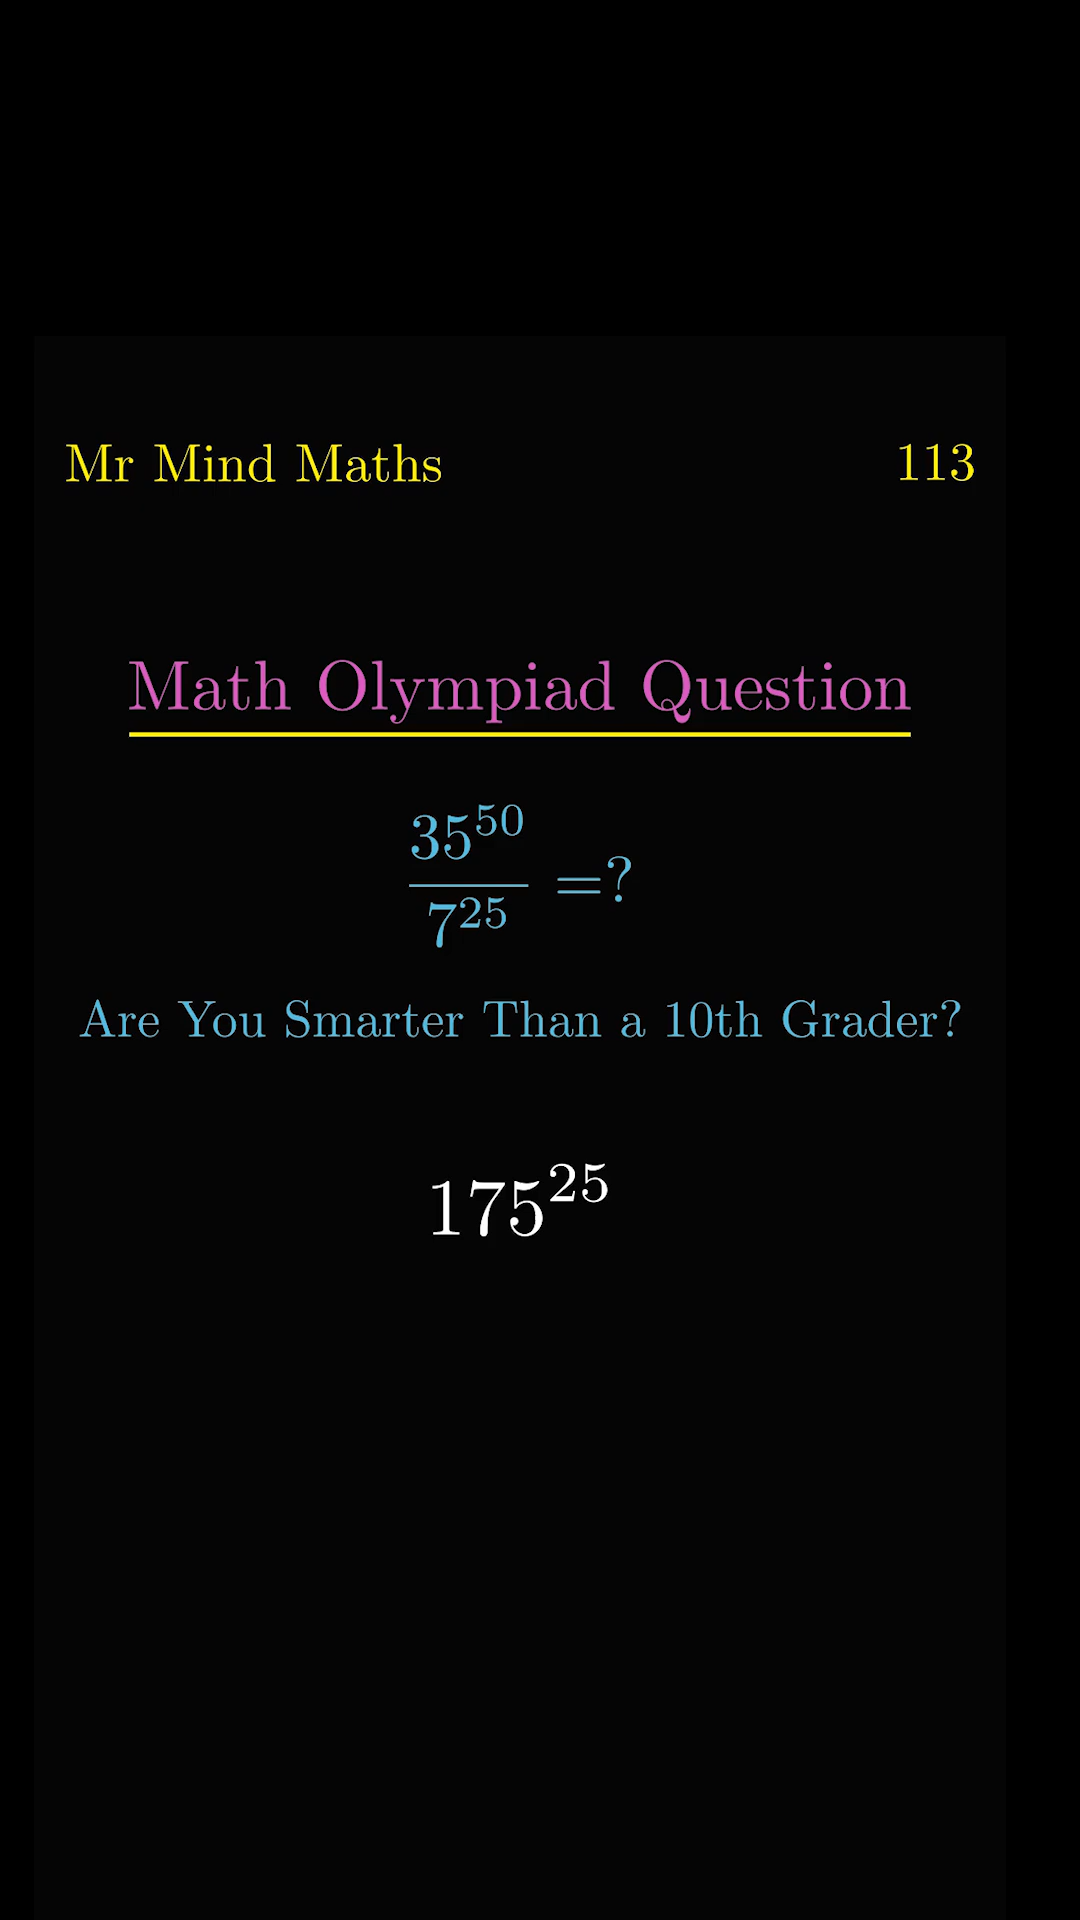 Mr Mind Maths 113
Math Olympiad Question
35^50 / 7^25 =?
Are You Smarter Than a 10th Grader?
175^25